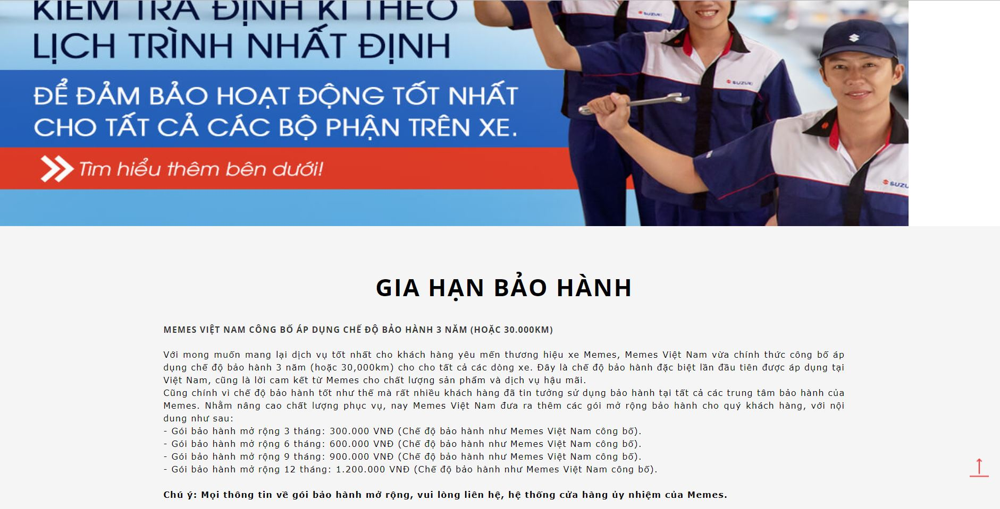 KIỂM TRA ĐỊNH KÌ THEO
LỊCH TRÌNH NHẤT ĐỊNH
ĐỂ ĐẢM BẢO HOẠT ĐỘNG TỐT NHẤT
CHO TẤT CẢ CÁC BỘ PHẬN TRÊN XE.
Tìm hiểu thêm bên dưới!
SUZUKI
SUZUKI
SUZU
GIA HẠN BẢO HÀNH
MEMES VIỆT NAM CÔNG BỐ ÁP DỤNG CHẾ ĐỘ BẢO HÀNH 3 NĂM (HOẶC 30.000KM)
Với mong muốn mang lại dịch vụ tốt nhất cho khách hàng yêu mến thương hiệu xe Memes, Memes Việt Nam vừa chính thức công bố áp
dụng chế độ bảo hành 3 năm (hoặc 30,000km) cho cho tất cả các dòng xe. Đây là chế độ bảo hành đặc biệt lần đầu tiên được áp dụng tại
Việt Nam, cũng là lời cam kết từ Memes cho chất lượng sản phẩm và dịch vụ hậu mãi.
Cũng chính vì chế độ bảo hành tốt như thế mà rất nhiều khách hàng đã tin tưởng sử dụng bảo hành tại tất cả các trung tâm bảo hành của
Memes. Nhằm nâng cao chất lượng phục vụ, nay Memes Việt Nam đưa ra thêm các gói mở rộng bảo hành cho quý khách hàng, với nội
dung như sau:
- Gói bảo hành mở rộng 3 tháng: 300.000 VNĐ (Chế độ bảo hành như Memes Việt Nam công bố).
- Gói bảo hành mở rộng 6 tháng: 600.000 VNĐ (Chế độ bảo hành như Memes Việt Nam công bố).
- Gói bảo hành mở rộng 9 tháng: 900.000 VNĐ (Chế độ bảo hành như Memes Việt Nam công bố).
- Gói bảo hành mở rộng 12 tháng: 1.200.000 VNĐ (Chế độ bảo hành như Memes Việt Nam công bố).
Chú ý: Mọi thông tin về gói bảo hành mở rộng, vui lòng liên hệ, hệ thống cửa hàng ủy nhiệm của Memes.